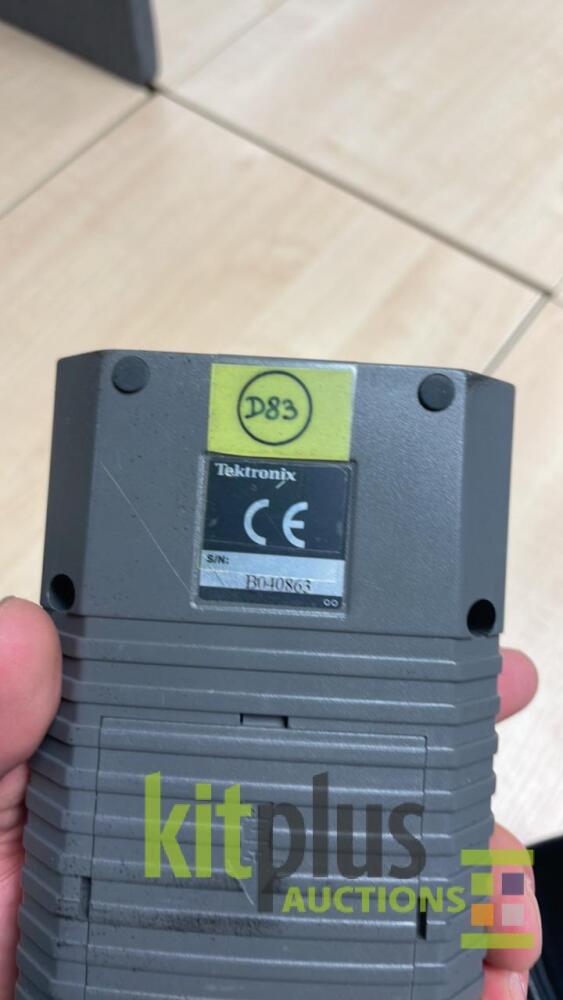 D83
Tektronix
CE
S/N:
B040863
kitplus
AUCTIONS